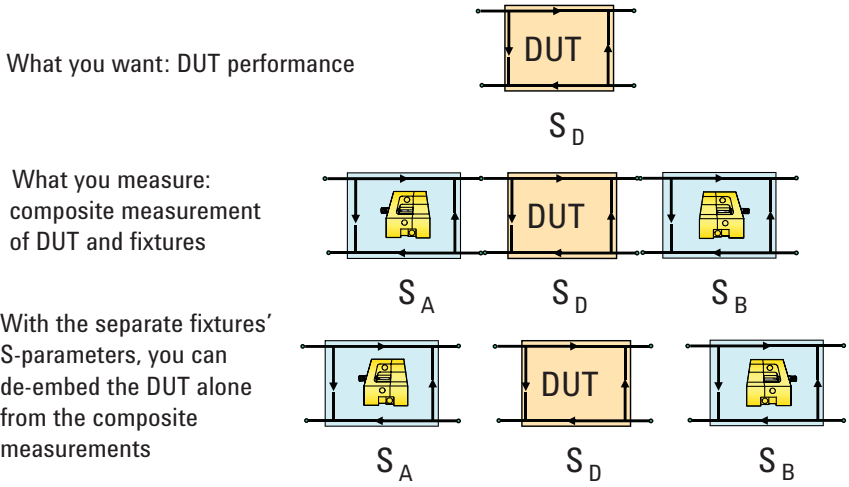 What you want: DUT performance
DUT
S D
What you measure:
composite measurement
of DUT and fixtures
DUT
S A
S D
S B
With the separate fixtures’
S-parameters, you can
de-embed the DUT alone
from the composite
measurements
DUT
S A
S D
S B